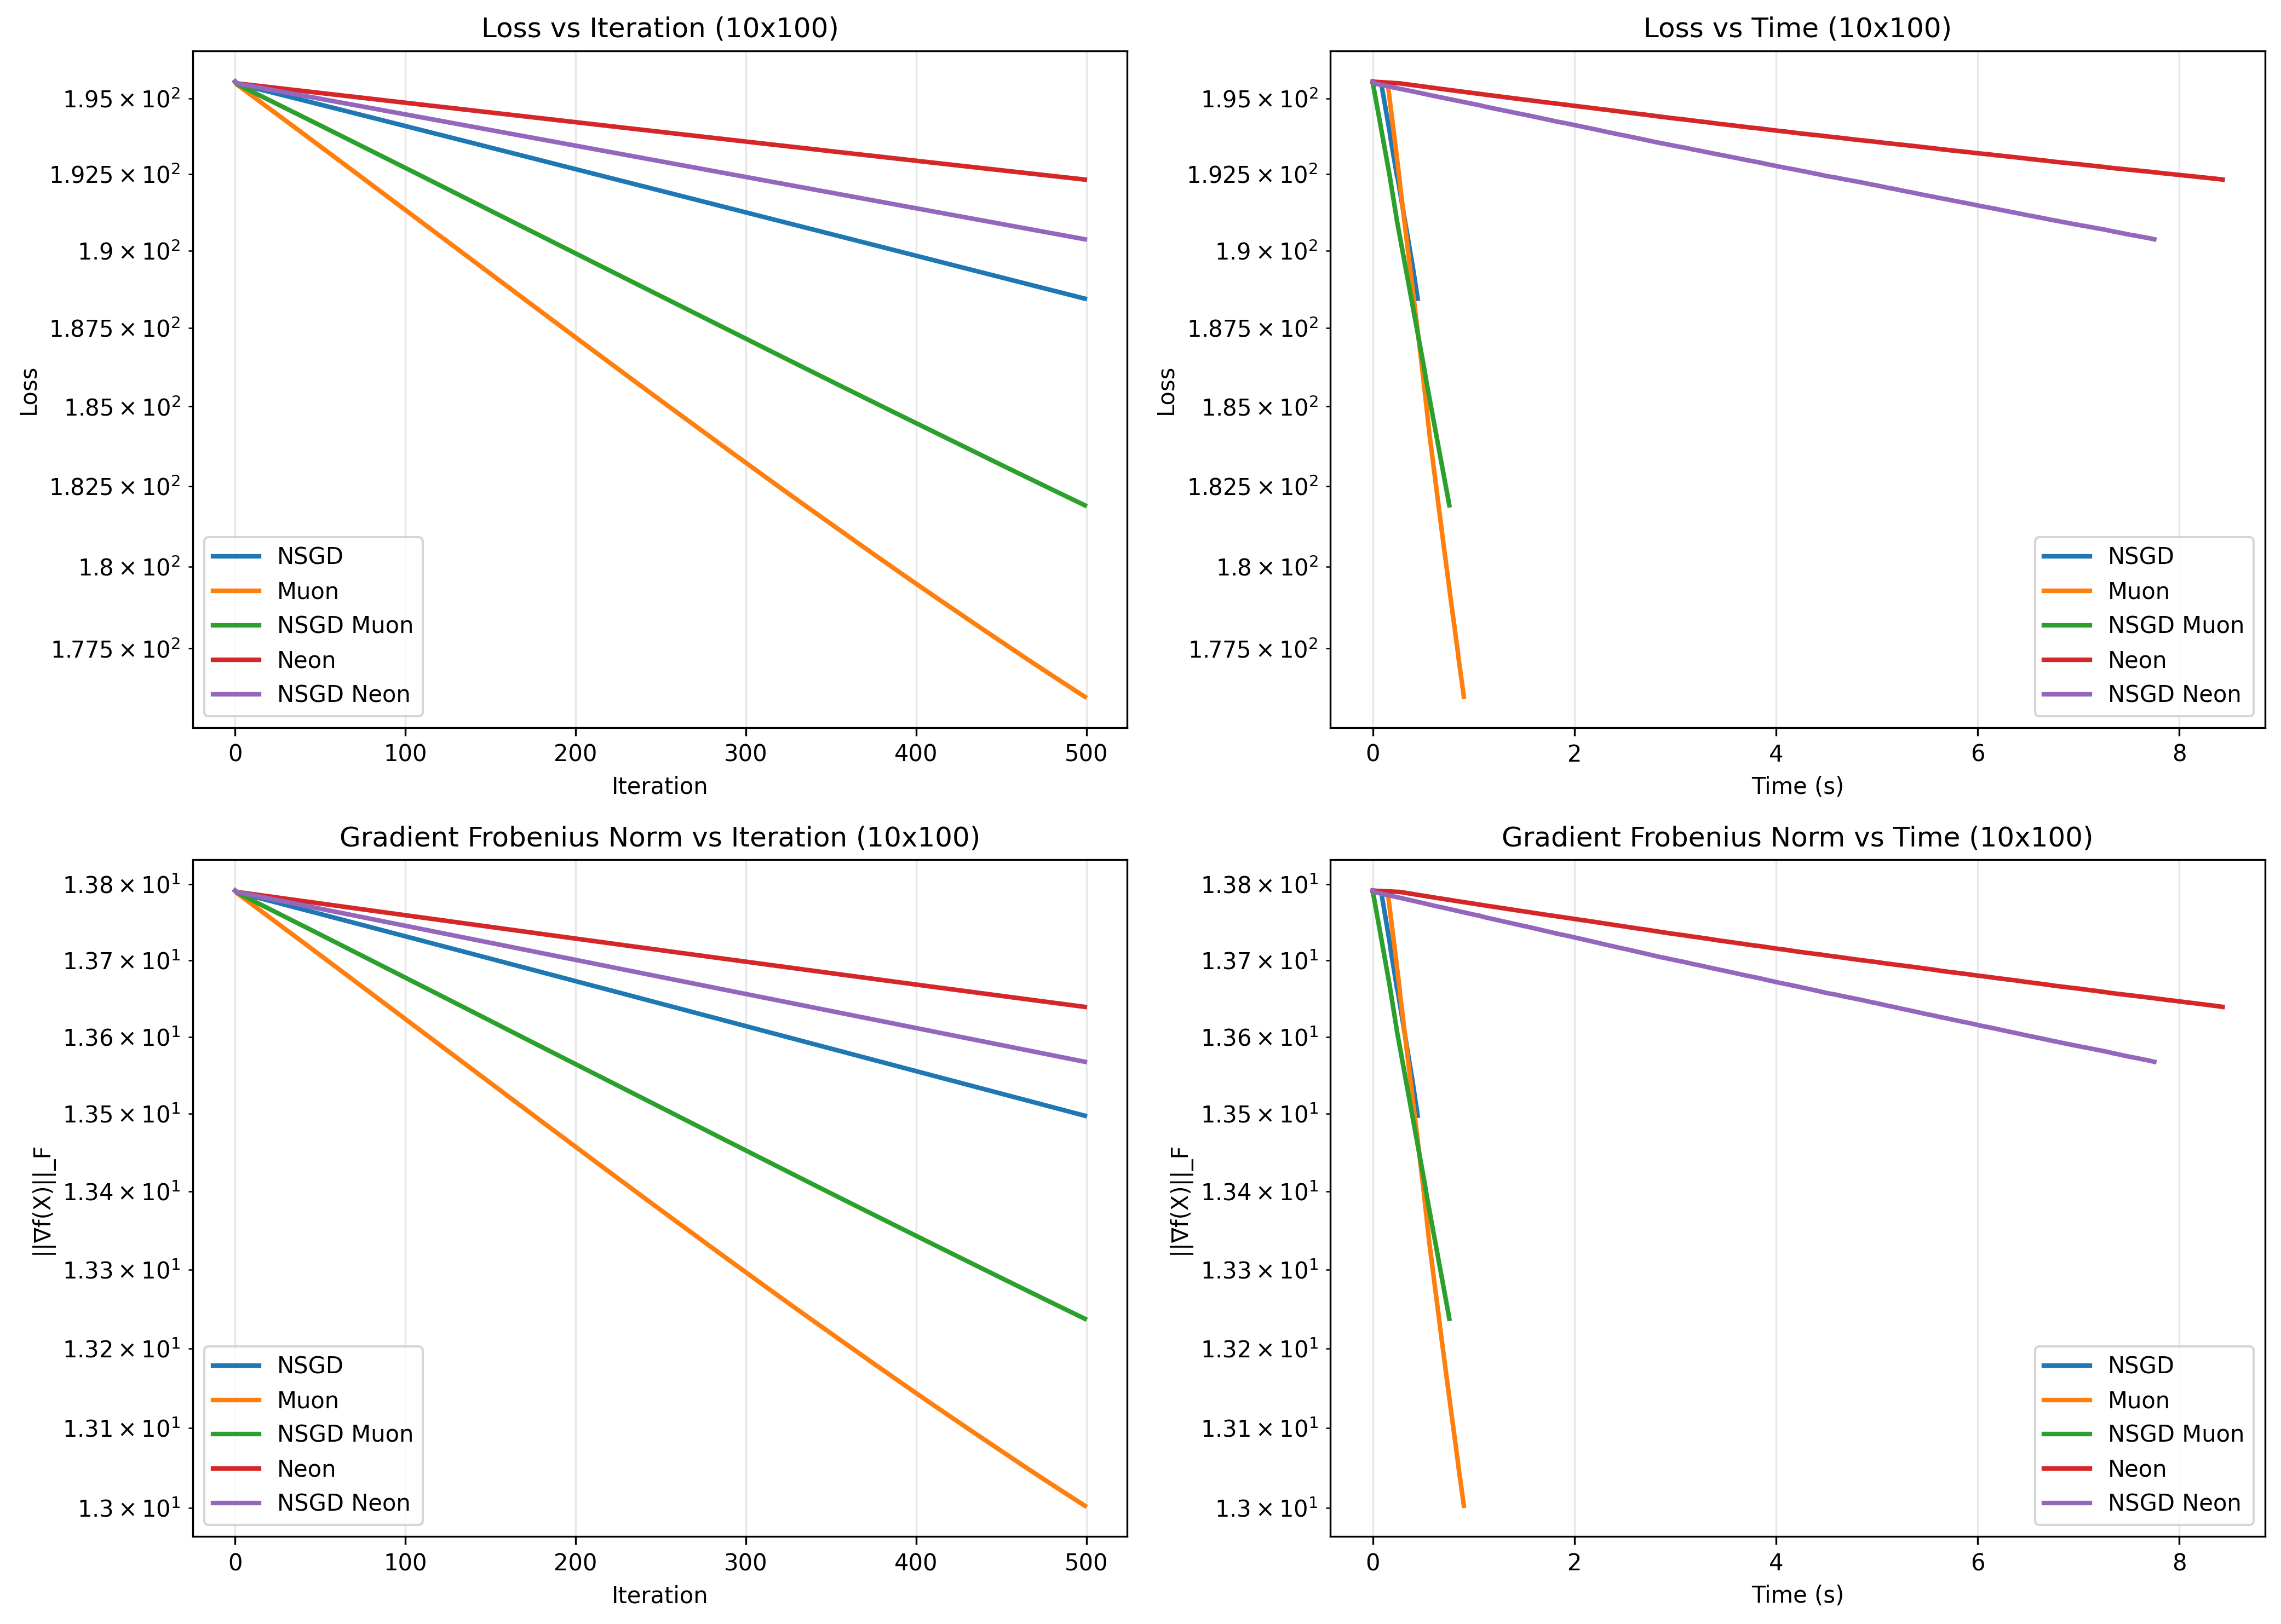 Loss vs Iteration (10x100)
1.95 × 10²
1.925 × 10²
1.9 × 10²
1.875 × 10²
1.85 × 10²
1.825 × 10²
1.8 × 10²
1.775 × 10²
Loss
NSGD
Muon
NSGD Muon
Neon
NSGD Neon
0 100 200 300 400 500
Iteration
Loss vs Time (10x100)
1.95 × 10²
1.925 × 10²
1.9 × 10²
1.875 × 10²
1.85 × 10²
1.825 × 10²
1.8 × 10²
1.775 × 10²
Loss
NSGD
Muon
NSGD Muon
Neon
NSGD Neon
0 2 4 6 8
Time (s)
Gradient Frobenius Norm vs Iteration (10x100)
1.38 × 10¹
1.37 × 10¹
1.36 × 10¹
1.35 × 10¹
1.34 × 10¹
1.33 × 10¹
1.32 × 10¹
1.31 × 10¹
1.3 × 10¹
||∇f(X)||_F
NSGD
Muon
NSGD Muon
Neon
NSGD Neon
0 100 200 300 400 500
Iteration
Gradient Frobenius Norm vs Time (10x100)
1.38 × 10¹
1.37 × 10¹
1.36 × 10¹
1.35 × 10¹
1.34 × 10¹
1.33 × 10¹
1.32 × 10¹
1.31 × 10¹
1.3 × 10¹
||∇f(X)||_F
NSGD
Muon
NSGD Muon
Neon
NSGD Neon
0 2 4 6 8
Time (s)